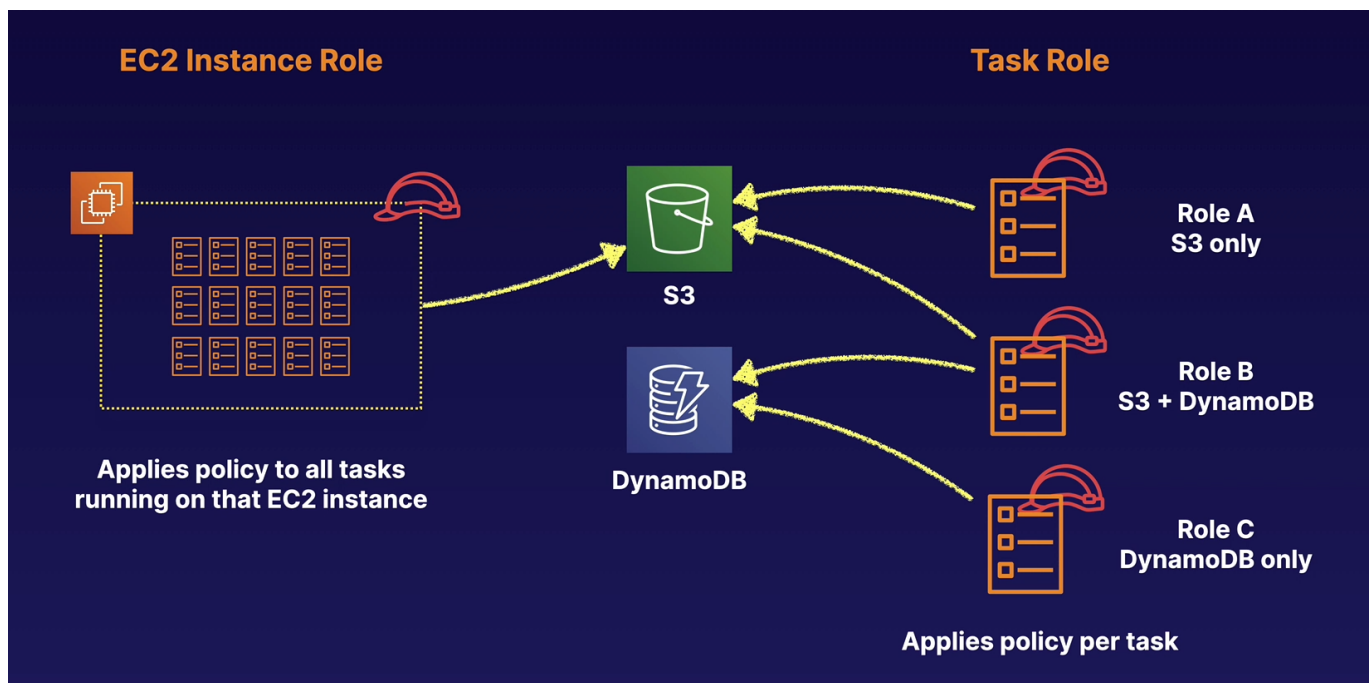 EC2 Instance Role
Task Role
S3
DynamoDB
Applies policy to all tasks
running on that EC2 instance
Role A
S3 only
Role B
S3 + DynamoDB
Role C
DynamoDB only
Applies policy per task